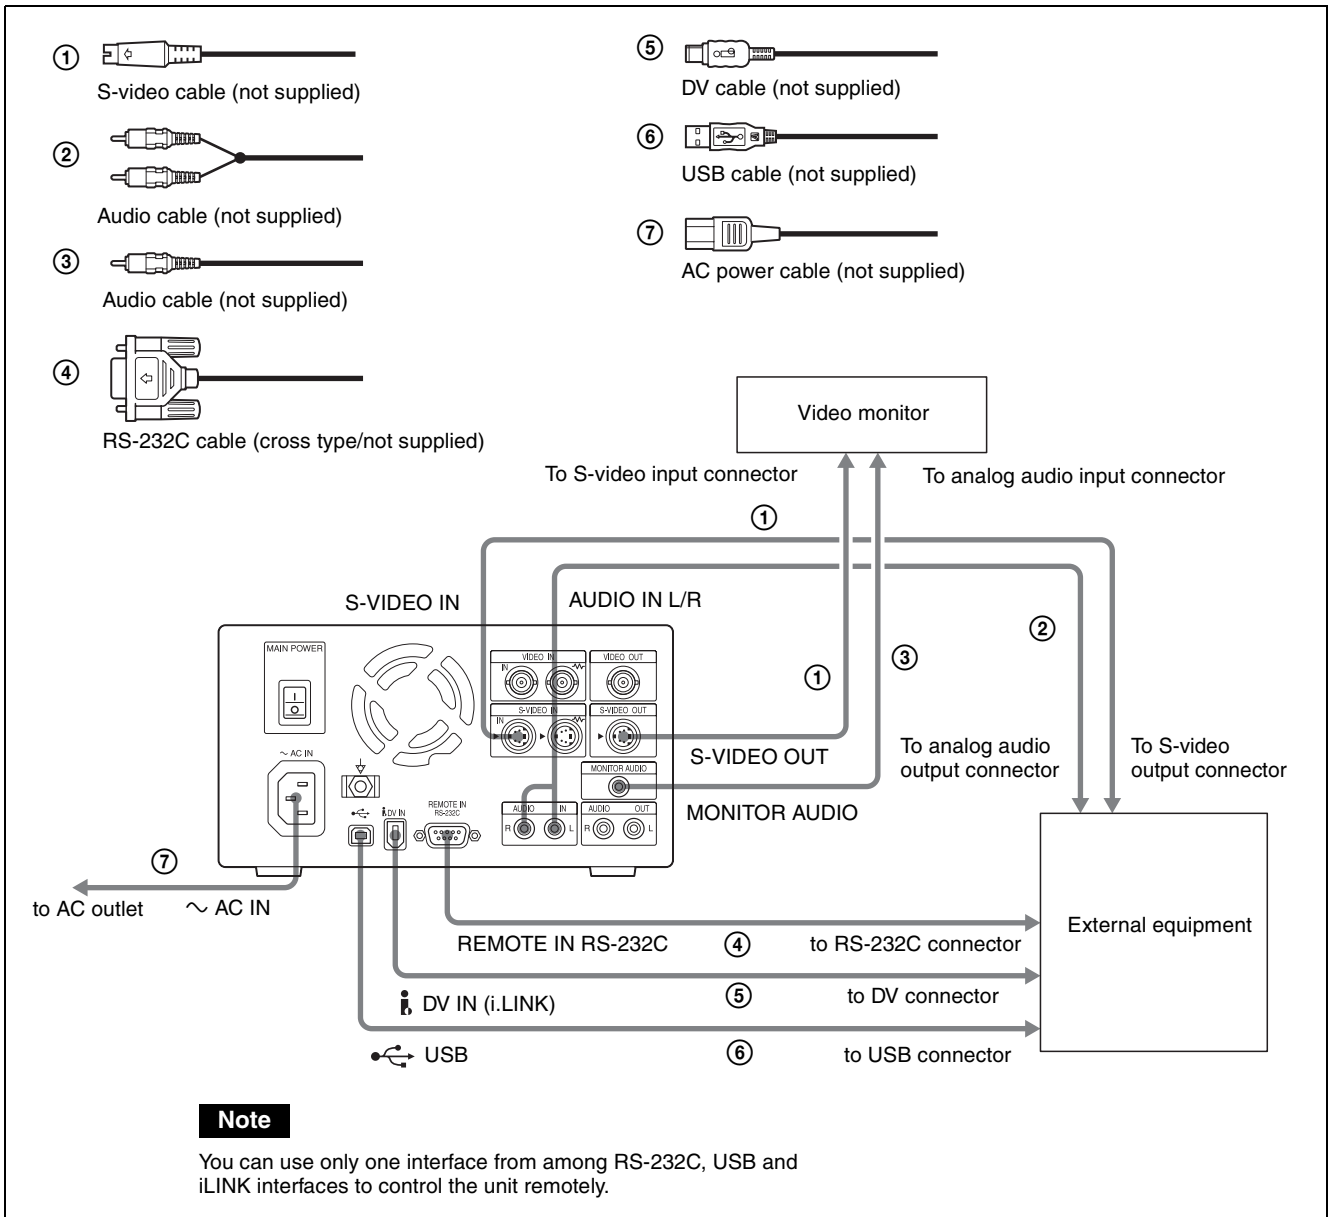 ①
S-video cable (not supplied)
②
Audio cable (not supplied)
③
Audio cable (not supplied)
④
RS-232C cable (cross type/not supplied)
⑤
DV cable (not supplied)
⑥
USB cable (not supplied)
⑦
AC power cable (not supplied)
Video monitor
To S-video input connector
To analog audio input connector
①
S-VIDEO IN
AUDIO IN L/R
②
③
①
MAIN POWER
VIDEO IN
IN
VIDEO OUT
S-VIDEO IN
IN
S-VIDEO OUT
S-VIDEO OUT
To analog audio
output connector
To S-video
output connector
~ AC IN
MONITOR AUDIO
MONITOR AUDIO
DV IN
REMOTE IN
RS-232C
AUDIO IN
R L
AUDIO OUT
R L
⑦
to AC outlet
~ AC IN
External equipment
REMOTE IN RS-232C
④
to RS-232C connector
DV IN (i.LINK)
⑤
to DV connector
USB
⑥
to USB connector
Note
You can use only one interface from among RS-232C, USB and
iLINK interfaces to control the unit remotely.